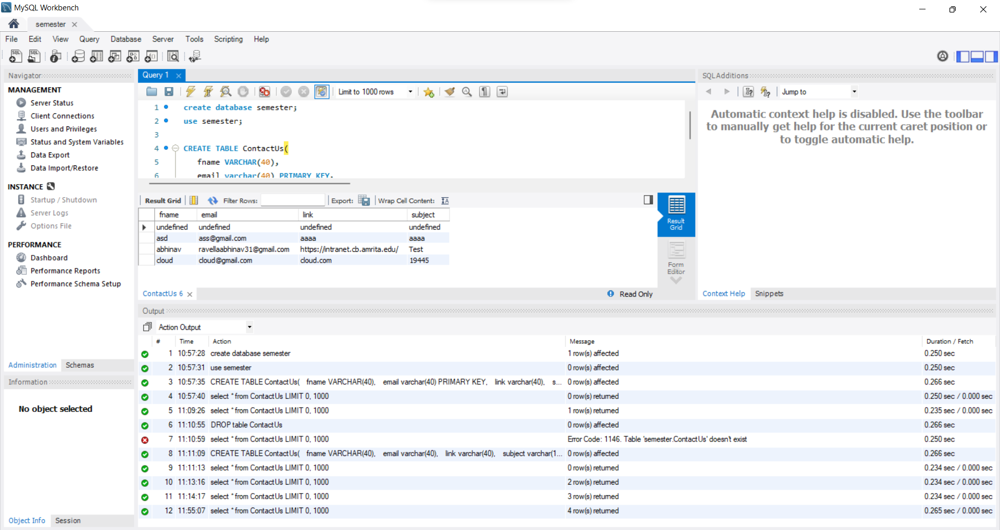 MySQL Workbench
semester
File Edit View Query Database Server Tools Scripting Help
Navigator
MANAGEMENT
Server Status
Client Connections
Users and Privileges
Status and System Variables
Data Export
Data Import/Restore
INSTANCE
Startup / Shutdown
Server Logs
Options File
PERFORMANCE
Dashboard
Performance Reports
Performance Schema Setup
Administration Schemas
Information
No object selected
Object Info Session
Query 1
Limit to 1000 rows
1 create database semester;
2 use semester;
3
4 CREATE TABLE ContactUs(
5 fname VARCHAR(40),
6 email varchar(40) PRIMARY KEY,
Result Grid Filter Rows: Export: Wrap Cell Content:
fname email link subject
undefined undefined undefined undefined
asd ass@gmail.com aaaa aaaa
abhinav ravellaabhinav31@gmail.com https://intranet.cb.amrita.edu/ Test
cloud cloud@gmail.com cloud.com 19445
Result Grid
Form Editor
ContactUs 6 Read Only
SQLAdditions
Jump to
Automatic context help is disabled. Use the toolbar
to manually get help for the current caret position or
to toggle automatic help.
Context Help Snippets
Output
Action Output
# Time Action Message Duration / Fetch
1 10:57:28 create database semester 1 row(s) affected 0.250 sec
2 10:57:31 use semester 0 row(s) affected 0.250 sec
3 10:57:35 CREATE TABLE ContactUs( fname VARCHAR(40), email varchar(40) PRIMARY KEY, link varchar(40), s... 0 row(s) affected 0.266 sec
4 10:57:40 select * from ContactUs LIMIT 0, 1000 0 row(s) returned 0.250 sec / 0.000 sec
5 11:09:26 select * from ContactUs LIMIT 0, 1000 1 row(s) returned 0.235 sec / 0.000 sec
6 11:10:55 DROP table ContactUs 0 row(s) affected 0.266 sec
7 11:10:59 select * from ContactUs LIMIT 0, 1000 Error Code: 1146. Table 'semester.ContactUs' doesn't exist 0.250 sec
8 11:11:09 CREATE TABLE ContactUs( fname VARCHAR(40), email varchar(40), link varchar(40), subject varchar(1... 0 row(s) affected 0.266 sec
9 11:11:13 select * from ContactUs LIMIT 0, 1000 0 row(s) returned 0.234 sec / 0.000 sec
10 11:13:16 select * from ContactUs LIMIT 0, 1000 2 row(s) returned 0.234 sec / 0.000 sec
11 11:14:17 select * from ContactUs LIMIT 0, 1000 3 row(s) returned 0.234 sec / 0.000 sec
12 11:55:07 select * from ContactUs LIMIT 0, 1000 4 row(s) returned 0.265 sec / 0.000 sec